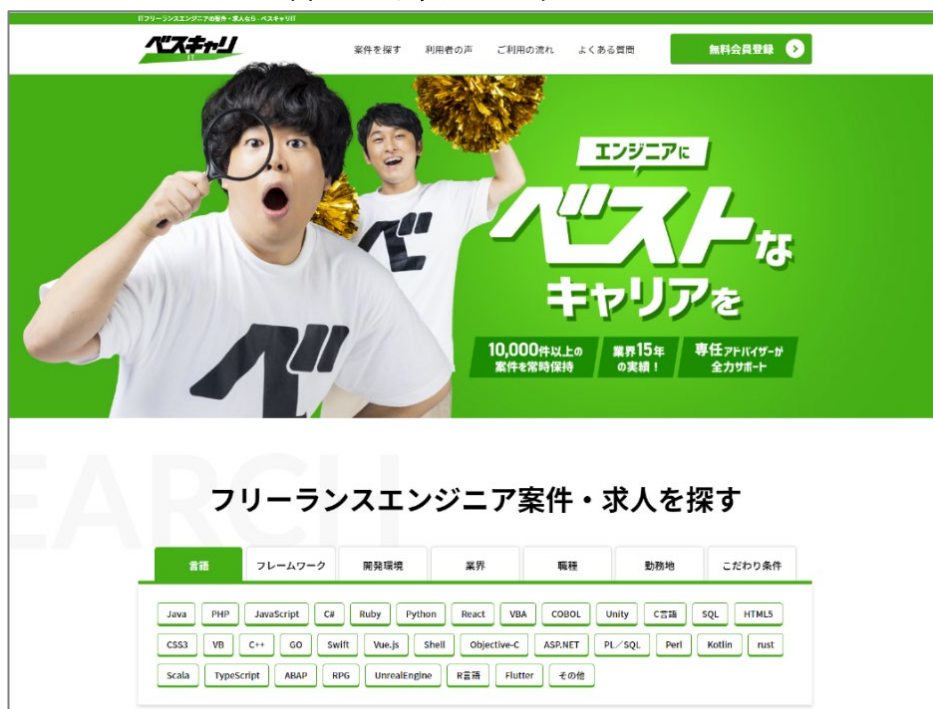 ITフリーランスエンジニアの案件・求人なら - ベスキャリIT
ベスキャリ
IT
案件を探す 利用者の声 ご利用の流れ よくある質問 無料会員登録
エンジニアに
ベストな
キャリアを
10,000件以上の
案件を常時保持
業界15年
の実績！
専任アドバイザーが
全力サポート
べ
べ
EARCH
フリーランスエンジニア案件・求人を探す
言語 フレームワーク 開発環境 業界 職種 勤務地 こだわり条件
Java PHP JavaScript C# Ruby Python React VBA COBOL Unity C言語 SQL HTML5
CSS3 VB C++ GO Swift Vue.js Shell Objective-C ASP.NET PL／SQL Perl Kotlin rust
Scala TypeScript ABAP RPG UnrealEngine R言語 Flutter その他